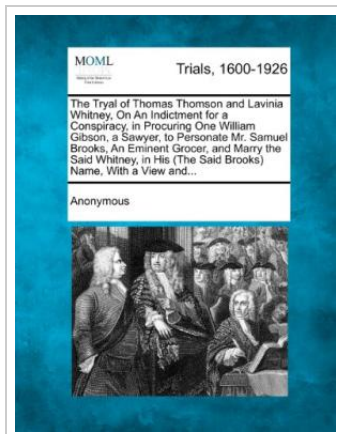 MOML
Trials, 1600-1926
The Tryal of Thomas Thomson and Lavinia
Whitney, On An Indictment for a
Conspiracy, in Procuring One William
Gibson, a Sawyer, to Personate Mr. Samuel
Brooks, An Eminent Grocer, and Marry the
Said Whitney, in His (The Said Brooks)
Name, With a View and...
Anonymous